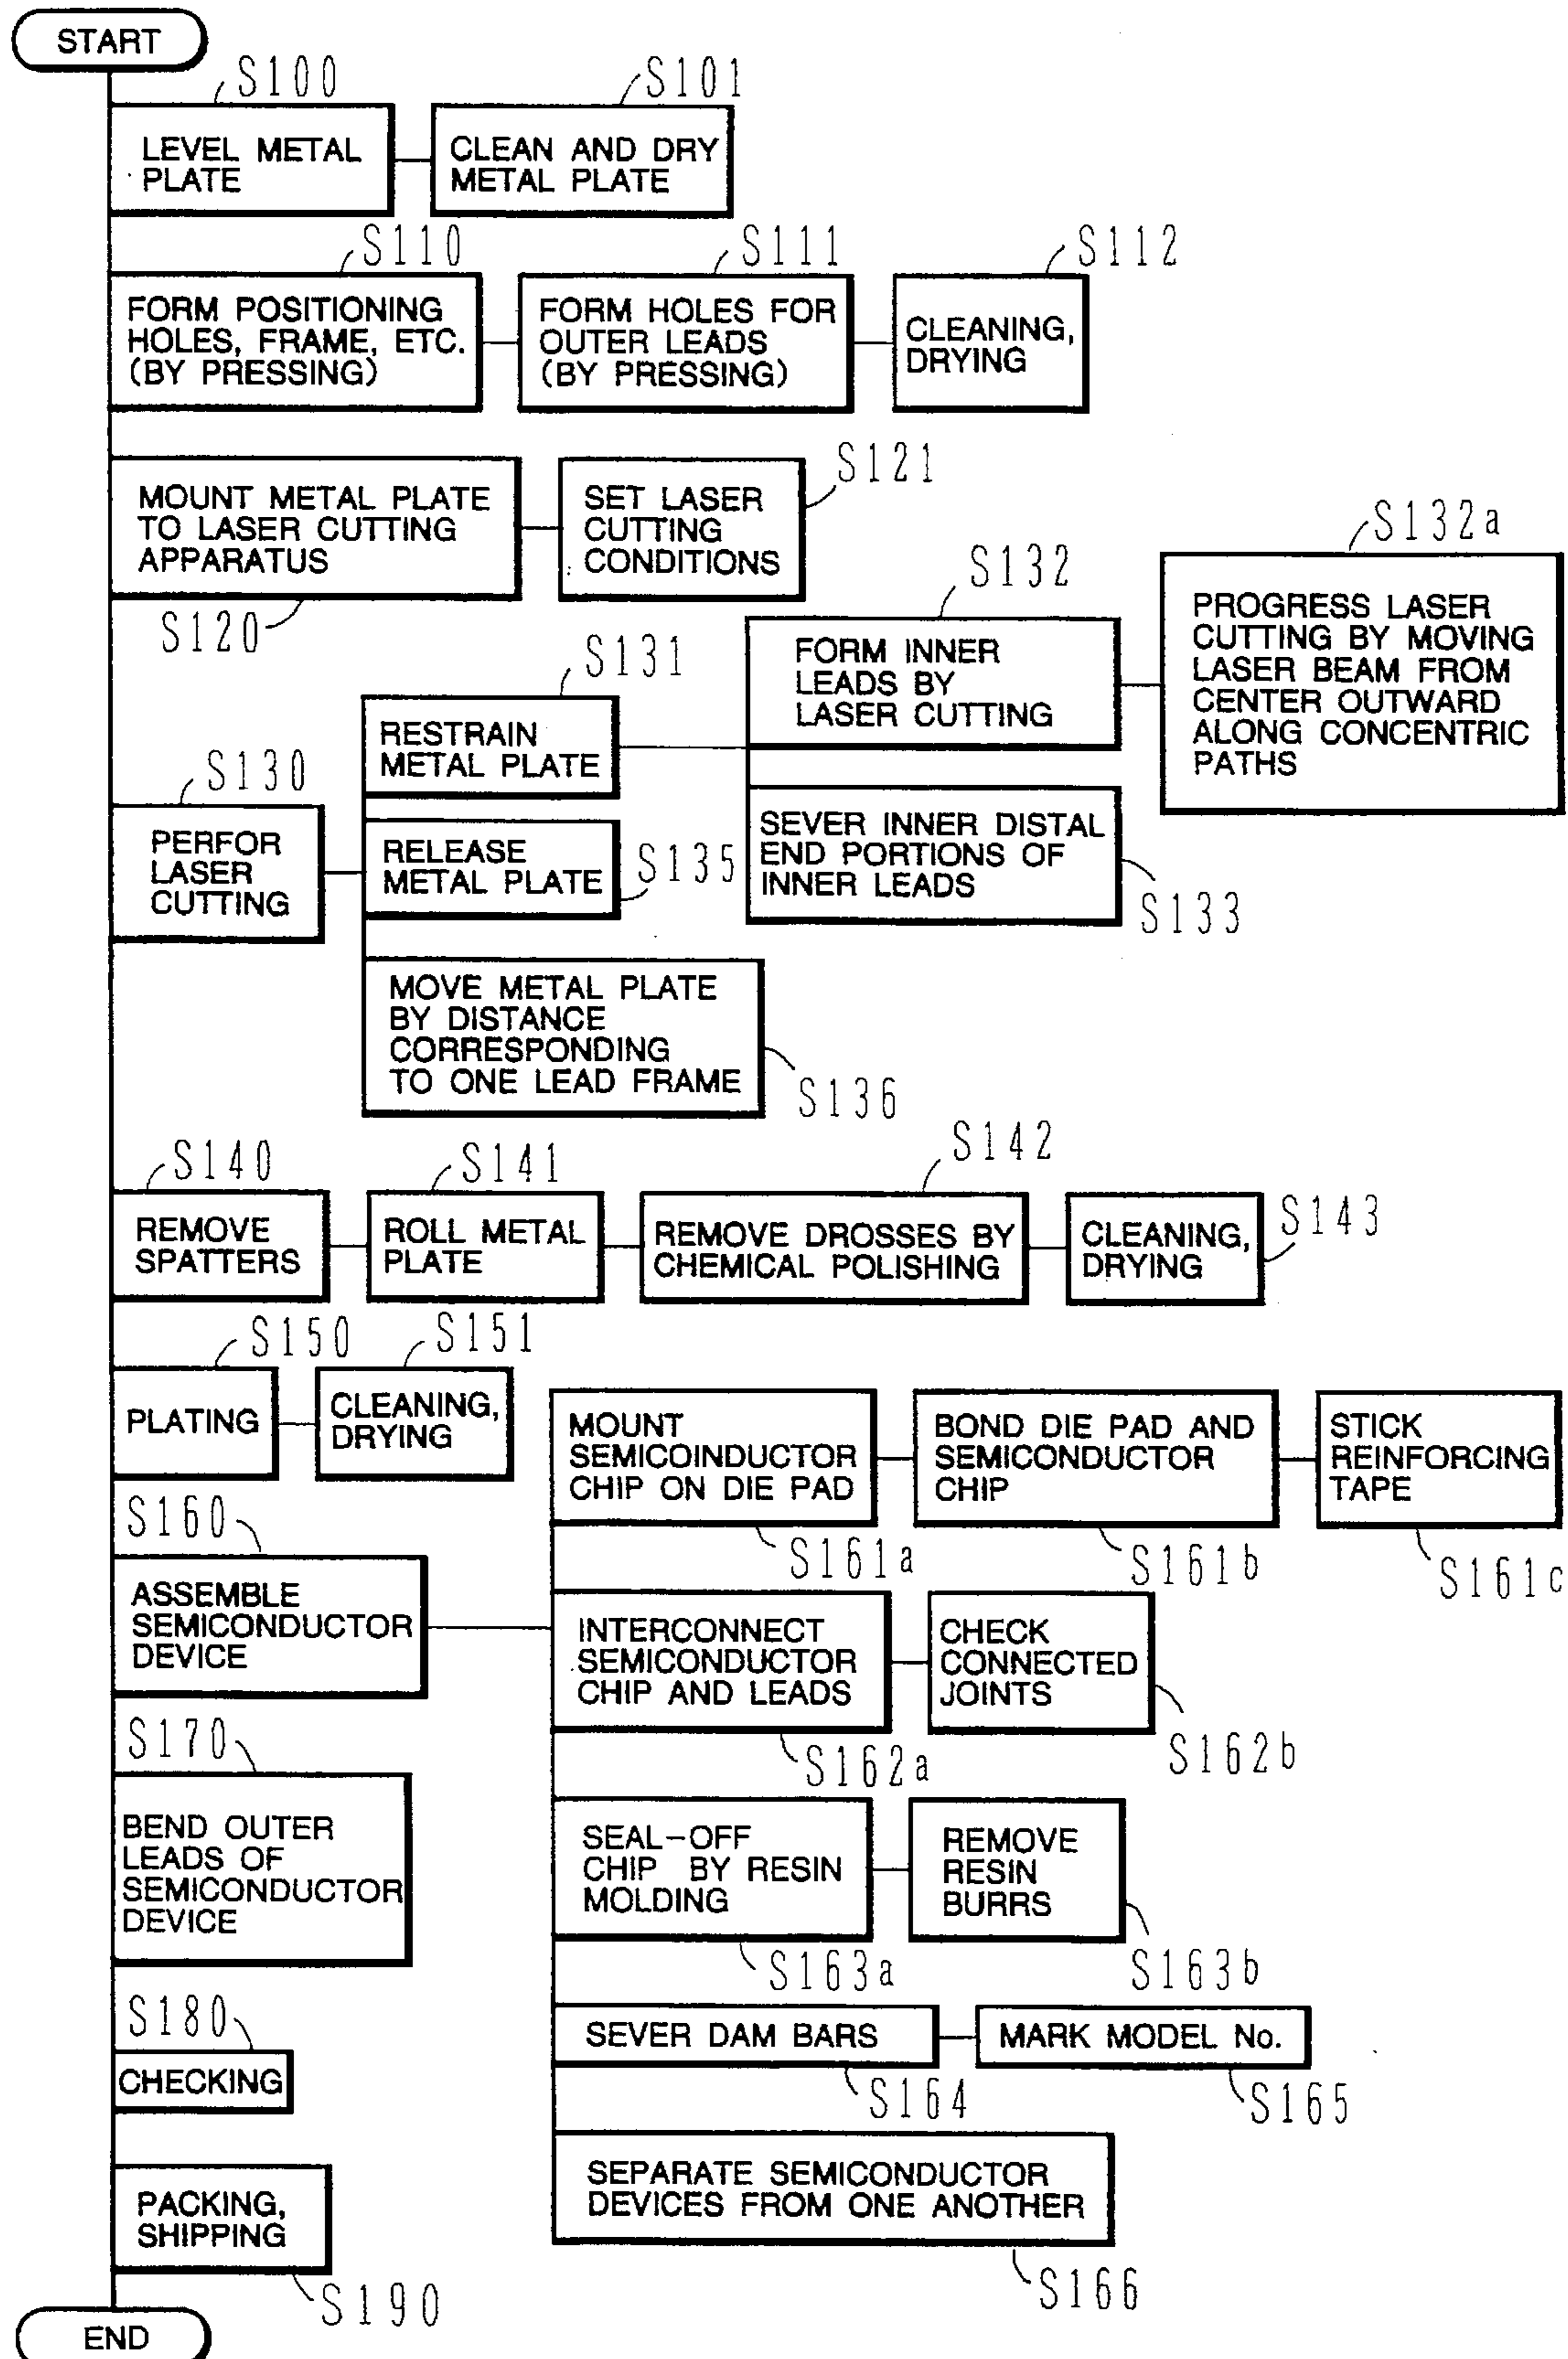 START
S100
LEVEL METAL
PLATE
S101
CLEAN AND DRY
METAL PLATE
S110
FORM POSITIONING
HOLES, FRAME, ETC.
(BY PRESSING)
S111
FORM HOLES FOR
OUTER LEADS
(BY PRESSING)
S112
CLEANING,
DRYING
MOUNT METAL PLATE
TO LASER CUTTING
APPARATUS
S120
S121
SET LASER
CUTTING
CONDITIONS
S130
PERFOR
LASER
CUTTING
S131
RESTRAIN
METAL PLATE
S132
FORM INNER
LEADS BY
LASER CUTTING
S132a
PROGRESS LASER
CUTTING BY MOVING
LASER BEAM FROM
CENTER OUTWARD
ALONG CONCENTRIC
PATHS
SEVER INNER DISTAL
END PORTIONS OF
INNER LEADS
S133
RELEASE
METAL PLATE
S135
MOVE METAL PLATE
BY DISTANCE
CORRESPONDING
TO ONE LEAD FRAME
S136
S140
REMOVE
SPATTERS
S141
ROLL METAL
PLATE
S142
REMOVE DROSSES BY
CHEMICAL POLISHING
S143
CLEANING,
DRYING
S150
PLATING
S151
CLEANING,
DRYING
S160
ASSEMBLE
SEMICONDUCTOR
DEVICE
MOUNT
SEMICOINDUCTOR
CHIP ON DIE PAD
S161a
BOND DIE PAD AND
SEMICONDUCTOR
CHIP
S161b
STICK
REINFORCING
TAPE
S161c
INTERCONNECT
SEMICONDUCTOR
CHIP AND LEADS
S162a
CHECK
CONNECTED
JOINTS
S162b
SEAL-OFF
CHIP BY RESIN
MOLDING
S163a
REMOVE
RESIN
BURRS
S163b
SEVER DAM BARS
S164
MARK MODEL No.
S165
SEPARATE SEMICONDUCTOR
DEVICES FROM ONE ANOTHER
S166
S170
BEND OUTER
LEADS OF
SEMICONDUCTOR
DEVICE
S180
CHECKING
PACKING,
SHIPPING
S190
END